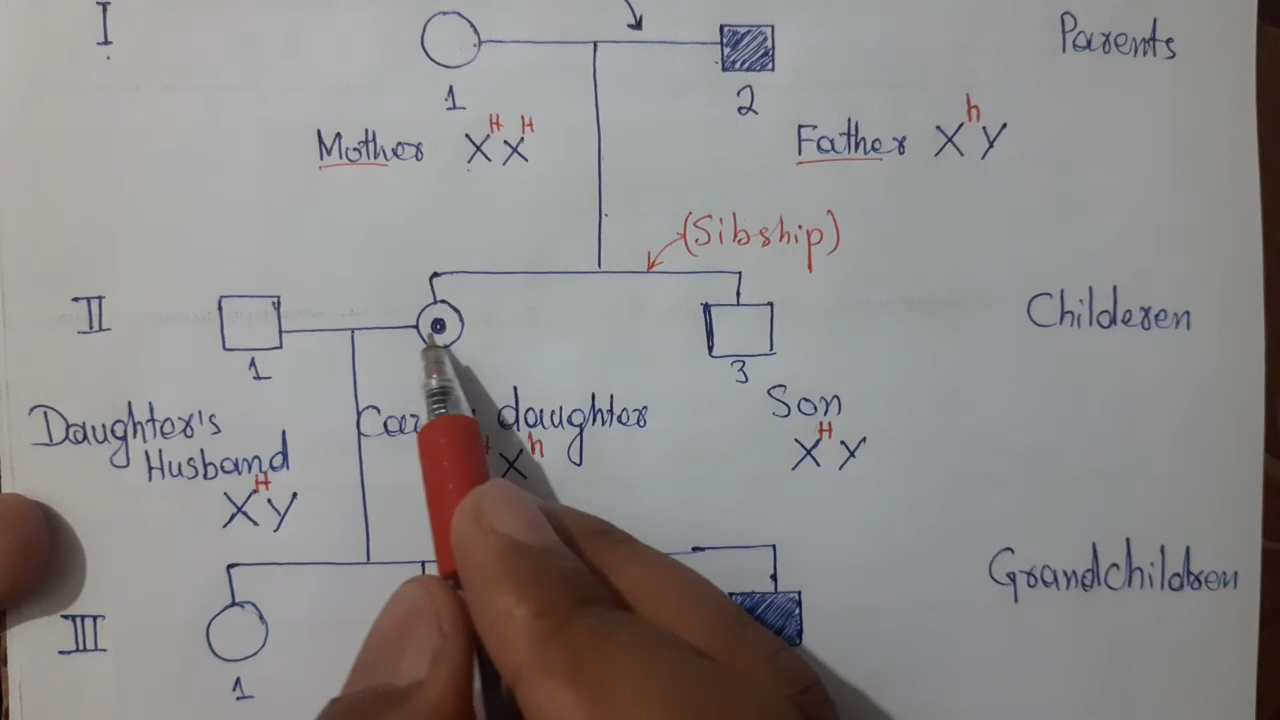 I
Parents
1
2
Mother X^H X^H
Father X^h Y
(Sibship)
II
Childeren
1
3
Daughter's
Husband
X^H Y
daughter
X^h
Son
X^H Y
Grandchildren
III
1